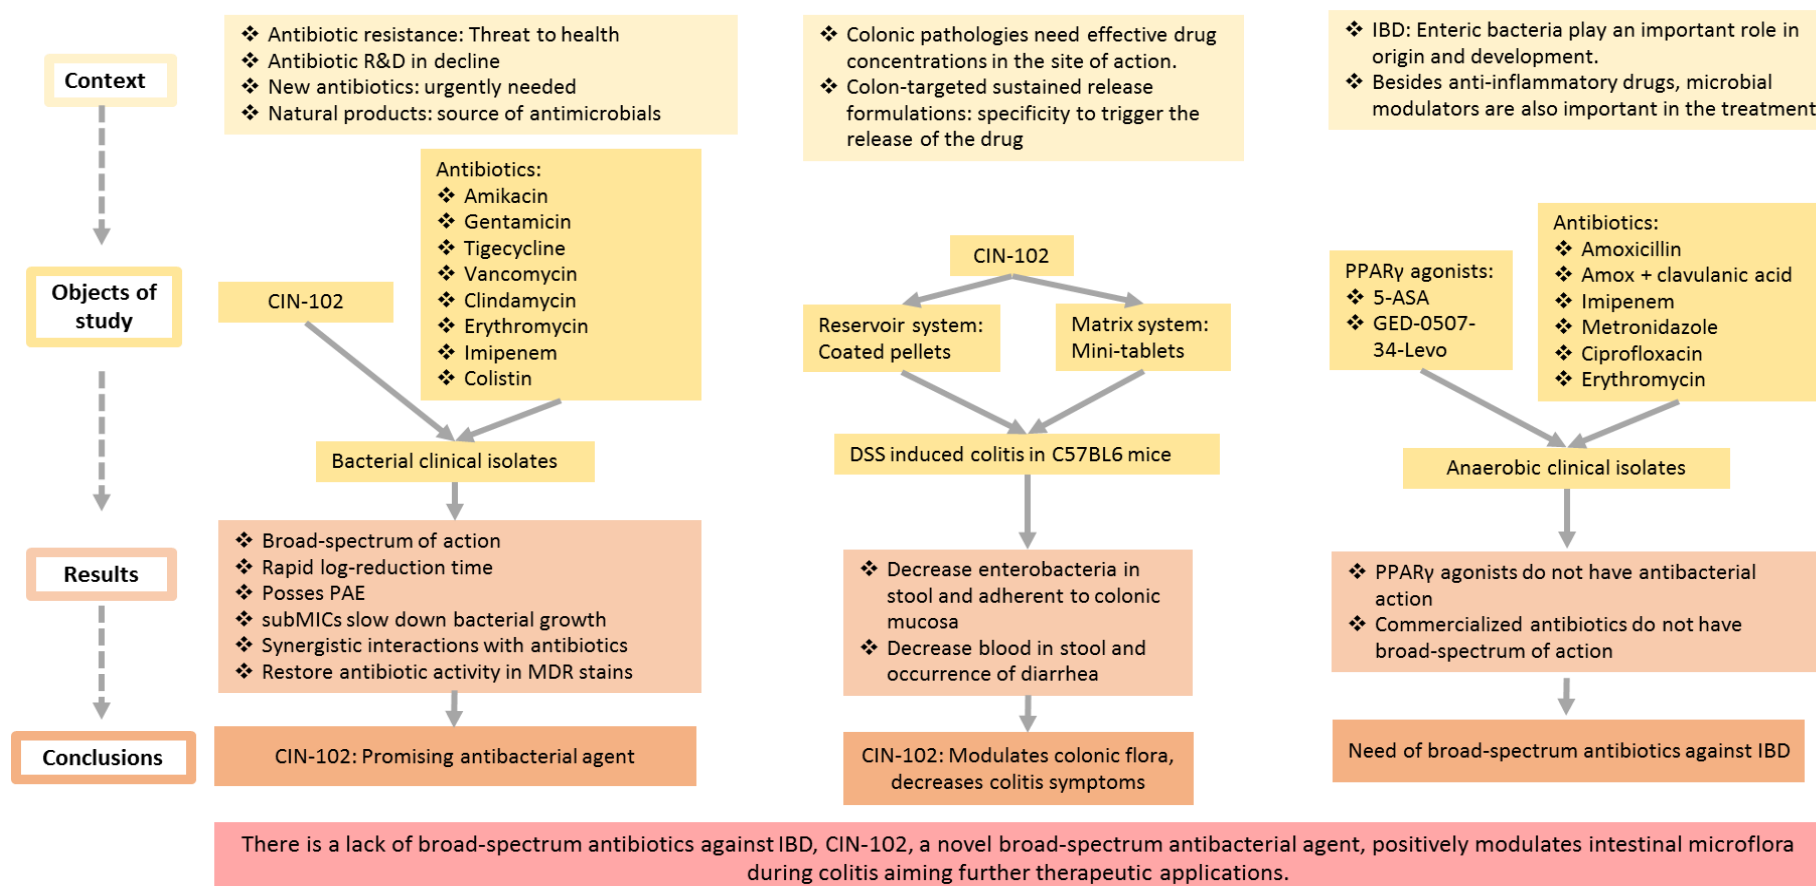 Context
❖ Antibiotic resistance: Threat to health
❖ Antibiotic R&D in decline
❖ New antibiotics: urgently needed
❖ Natural products: source of antimicrobials
❖ Colonic pathologies need effective drug
concentrations in the site of action.
❖ Colon-targeted sustained release
formulations: specificity to trigger the
release of the drug
❖ IBD: Enteric bacteria play an important role in
origin and development.
❖ Besides anti-inflammatory drugs, microbial
modulators are also important in the treatment
Objects of
study
CIN-102
Antibiotics:
❖ Amikacin
❖ Gentamicin
❖ Tigecycline
❖ Vancomycin
❖ Clindamycin
❖ Erythromycin
❖ Imipenem
❖ Colistin
Bacterial clinical isolates
CIN-102
Reservoir system:
Coated pellets
Matrix system:
Mini-tablets
DSS induced colitis in C57BL6 mice
PPARγ agonists:
❖ 5-ASA
❖ GED-0507-
34-Levo
Antibiotics:
❖ Amoxicillin
❖ Amox + clavulanic acid
❖ Imipenem
❖ Metronidazole
❖ Ciprofloxacin
❖ Erythromycin
Anaerobic clinical isolates
Results
❖ Broad-spectrum of action
❖ Rapid log-reduction time
❖ Posses PAE
❖ subMICs slow down bacterial growth
❖ Synergistic interactions with antibiotics
❖ Restore antibiotic activity in MDR stains
❖ Decrease enterobacteria in
stool and adherent to colonic
mucosa
❖ Decrease blood in stool and
occurrence of diarrhea
❖ PPARγ agonists do not have antibacterial
action
❖ Commercialized antibiotics do not have
broad-spectrum of action
Conclusions
CIN-102: Promising antibacterial agent
CIN-102: Modulates colonic flora,
decreases colitis symptoms
Need of broad-spectrum antibiotics against IBD
There is a lack of broad-spectrum antibiotics against IBD, CIN-102, a novel broad-spectrum antibacterial agent, positively modulates intestinal microflora
during colitis aiming further therapeutic applications.